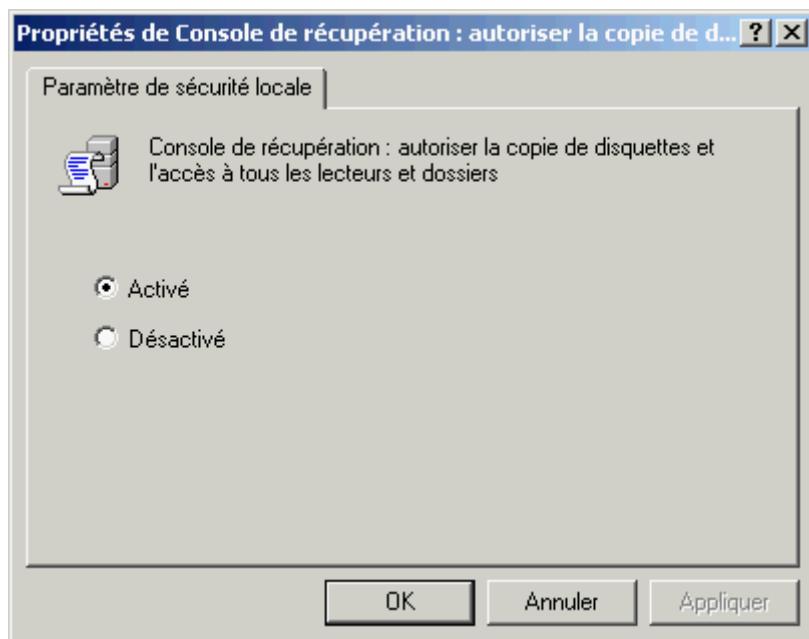 Propriétés de Console de récupération : autoriser la copie de d...
Paramètre de sécurité locale
Console de récupération : autoriser la copie de disquettes et
l'accès à tous les lecteurs et dossiers
Activé
Désactivé
OK
Annuler
Appliquer